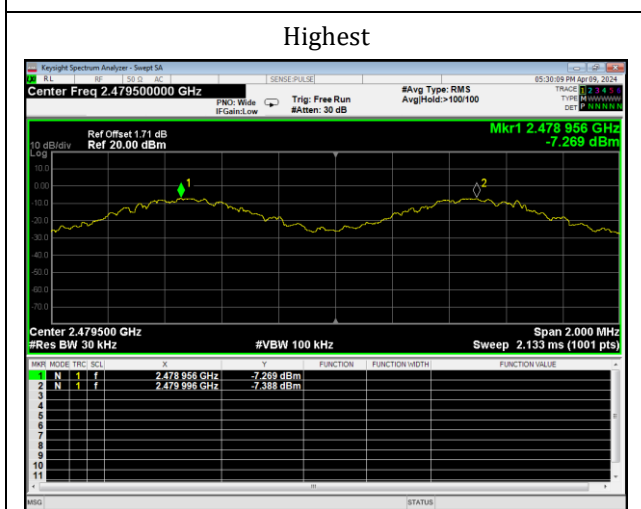 Highest
Keysight Spectrum Analyzer - Swept SA
RL RF 50 Ω AC SENSE:PULSE 05:30:09 PM Apr 09, 2024
Center Freq 2.479500000 GHz #Avg Type: RMS TRACE 1 2 3 4 5 6
PNO: Wide Trig: Free Run Avg|Hold:>100/100 TYPE M WWWWW
IFGain:Low #Atten: 30 dB DET P NNNNN
Mkr1 2.478 956 GHz
Ref Offset 1.71 dB
10 dB/div Ref 20.00 dBm -7.269 dBm
Log
10.0
1 2
0.00
-10.0
-20.0
-30.0
-40.0
-50.0
-60.0
-70.0
Center 2.479500 GHz Span 2.000 MHz
#Res BW 30 kHz #VBW 100 kHz Sweep 2.133 ms (1001 pts)
MKR MODE TRC SCL X Y FUNCTION FUNCTION WIDTH FUNCTION VALUE
1 N 1 f 2.478 956 GHz -7.269 dBm
2 N 1 f 2.479 996 GHz -7.388 dBm
3
4
5
6
7
8
9
10
11
MSG STATUS